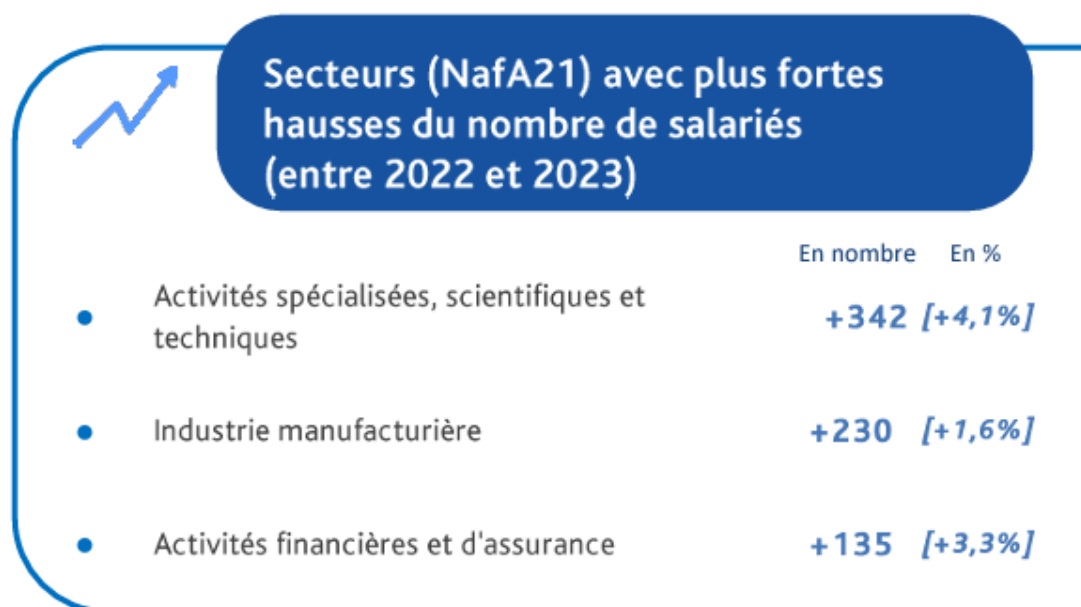 Secteurs (NafA21) avec plus fortes
hausses du nombre de salariés
(entre 2022 et 2023)
En nombre En %
Activités spécialisées, scientifiques et
techniques
+342 [+4,1%]
Industrie manufacturière +230 [+1,6%]
Activités financières et d'assurance +135 [+3,3%]